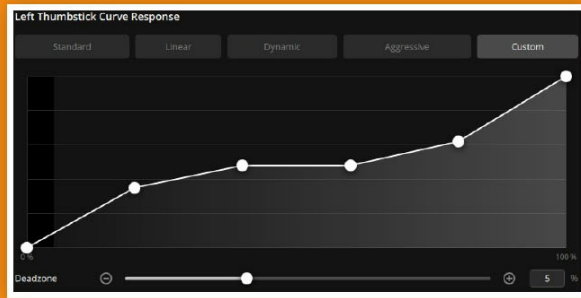 Left Thumbstick Curve Response
Standard Linear Dynamic Aggressive Custom
0 % 100 %
Deadzone 5 %